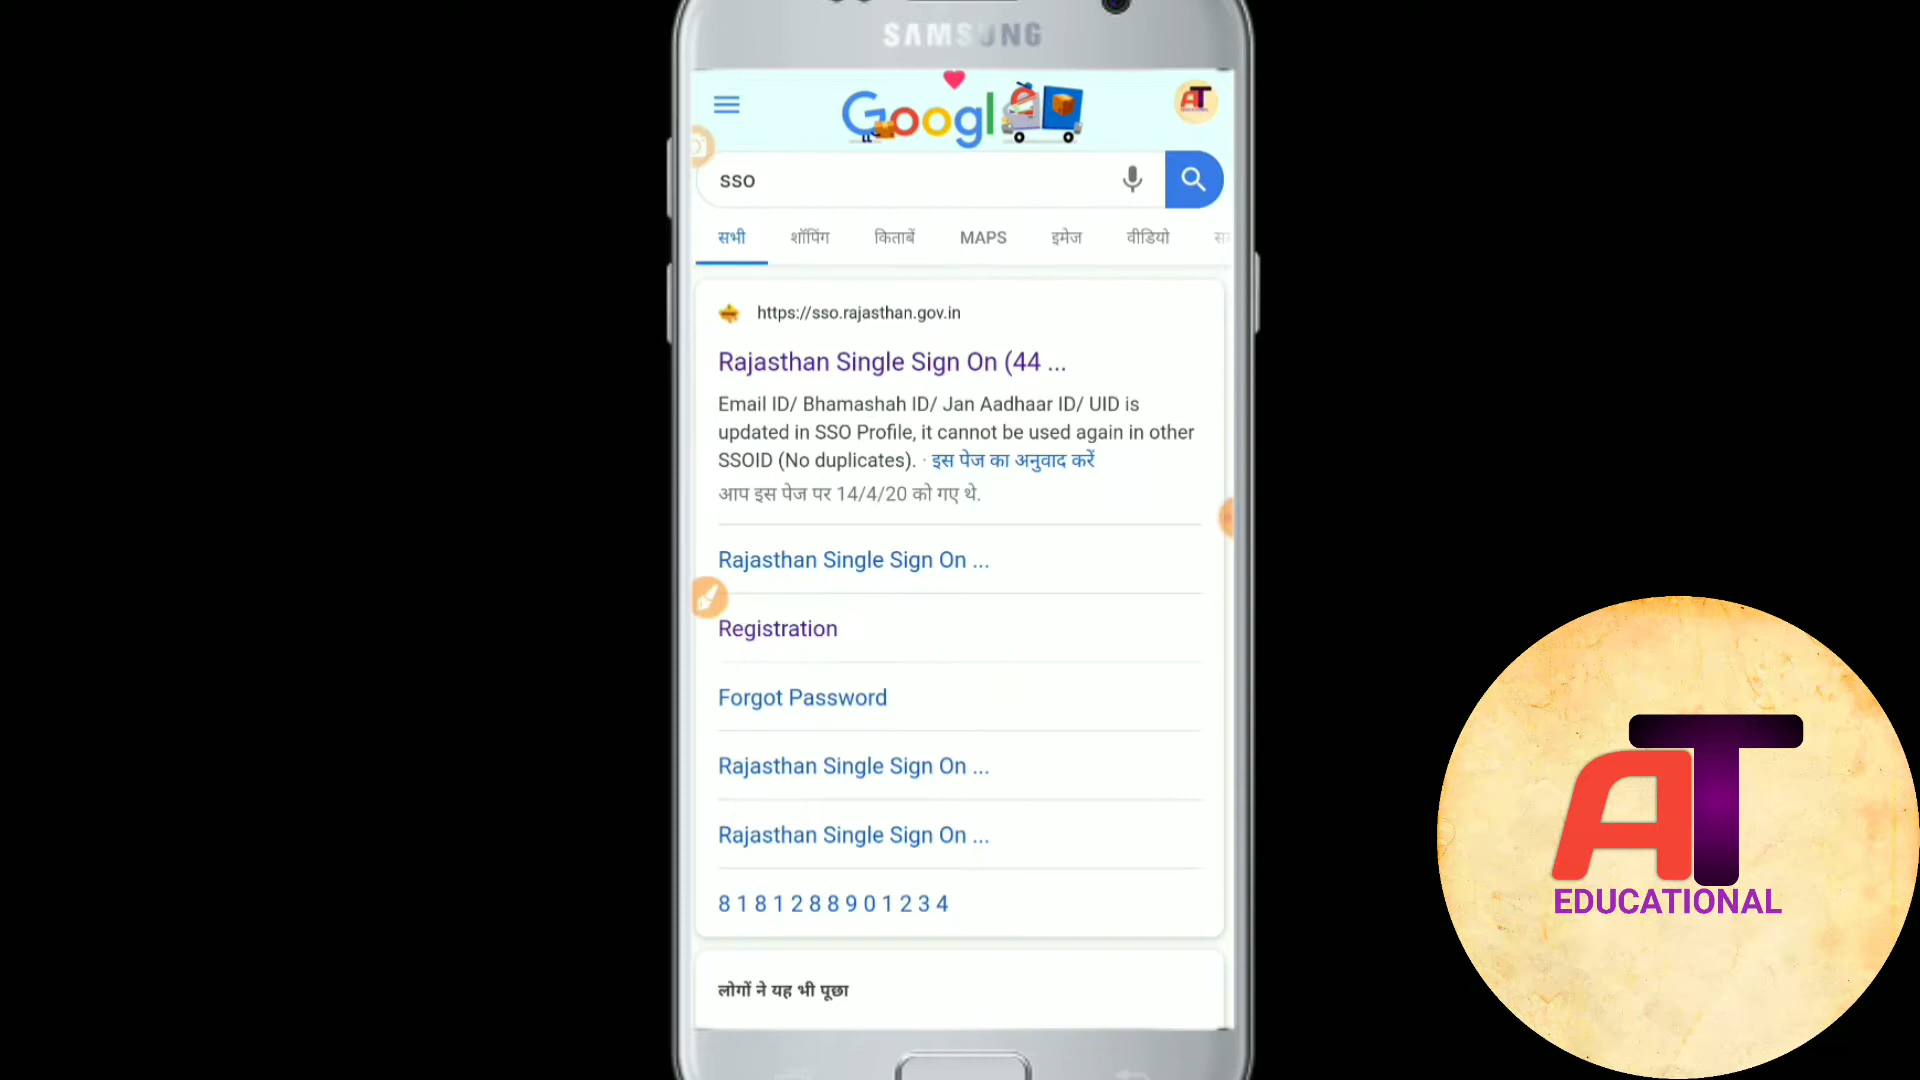 SAMSUNG
Google
AT
sso
सभी शॉपिंग किताबें MAPS इमेज वीडियो
https://sso.rajasthan.gov.in
Rajasthan Single Sign On (44 ...
Email ID/ Bhamashah ID/ Jan Aadhaar ID/ UID is
updated in SSO Profile, it cannot be used again in other
SSOID (No duplicates). · इस पेज का अनुवाद करें
आप इस पेज पर 14/4/20 को गए थे.
Rajasthan Single Sign On ...
Registration
Forgot Password
Rajasthan Single Sign On ...
Rajasthan Single Sign On ...
8 1 8 1 2 8 8 9 0 1 2 3 4
लोगों ने यह भी पूछा
AT
EDUCATIONAL